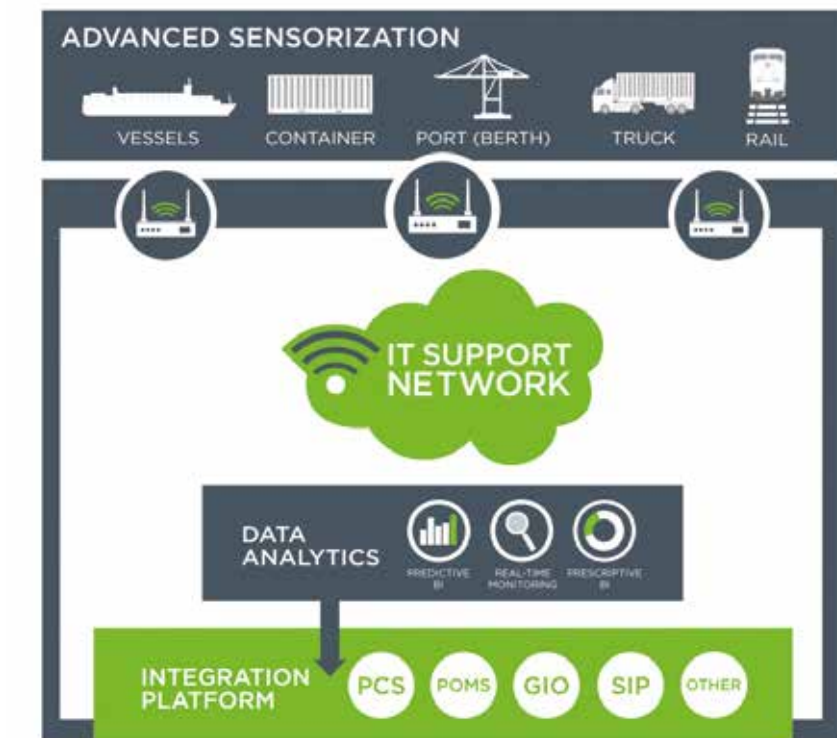 ADVANCED SENSORIZATION
VESSELS
CONTAINER
PORT (BERTH)
TRUCK
RAIL
IT SUPPORT
NETWORK
DATA
ANALYTICS
PREDICTIVE
BI
REAL-TIME
MONITORING
PRESCRIPTIVE
BI
INTEGRATION
PLATFORM
PCS
POMS
GIO
SIP
OTHER